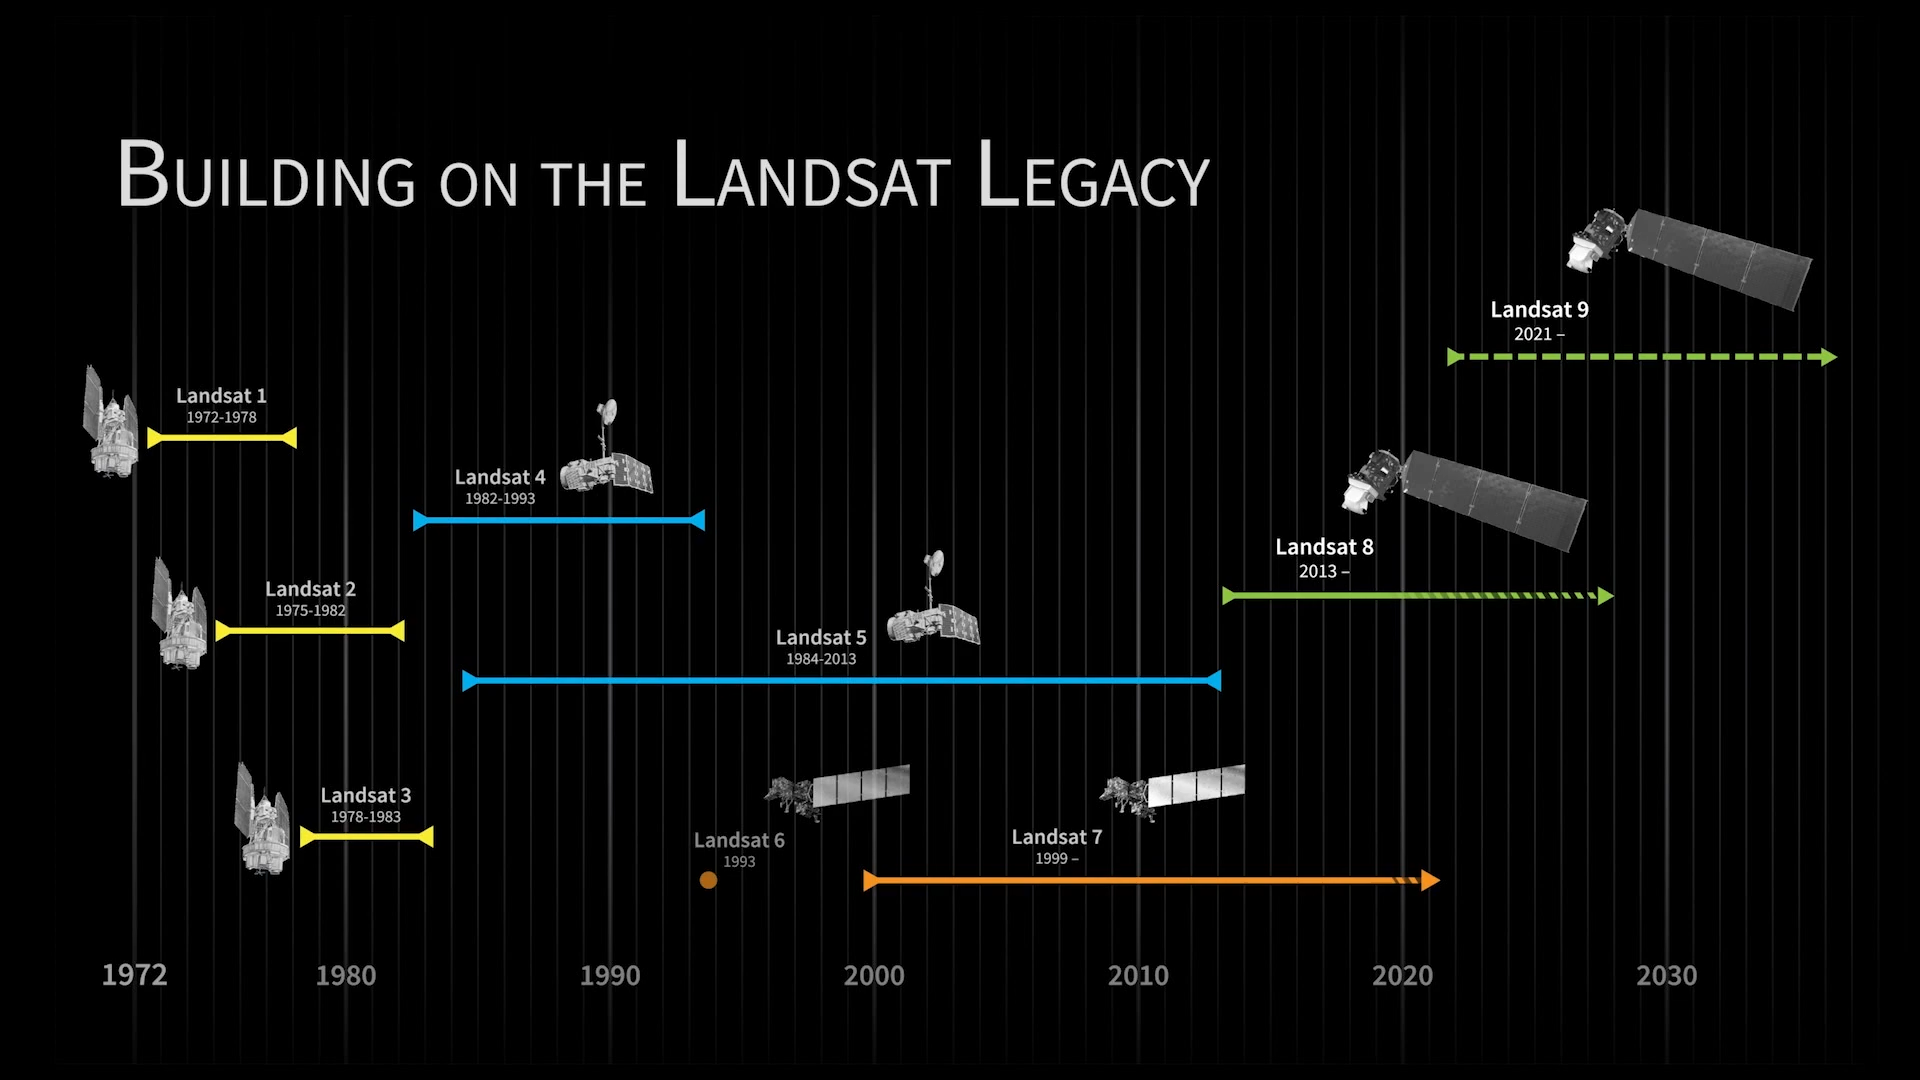 Building on the Landsat Legacy
Landsat 9
2021 –
Landsat 1
1972-1978
Landsat 4
1982-1993
Landsat 8
2013 –
Landsat 2
1975-1982
Landsat 5
1984-2013
Landsat 3
1978-1983
Landsat 6
1993
Landsat 7
1999 –
1972 1980 1990 2000 2010 2020 2030